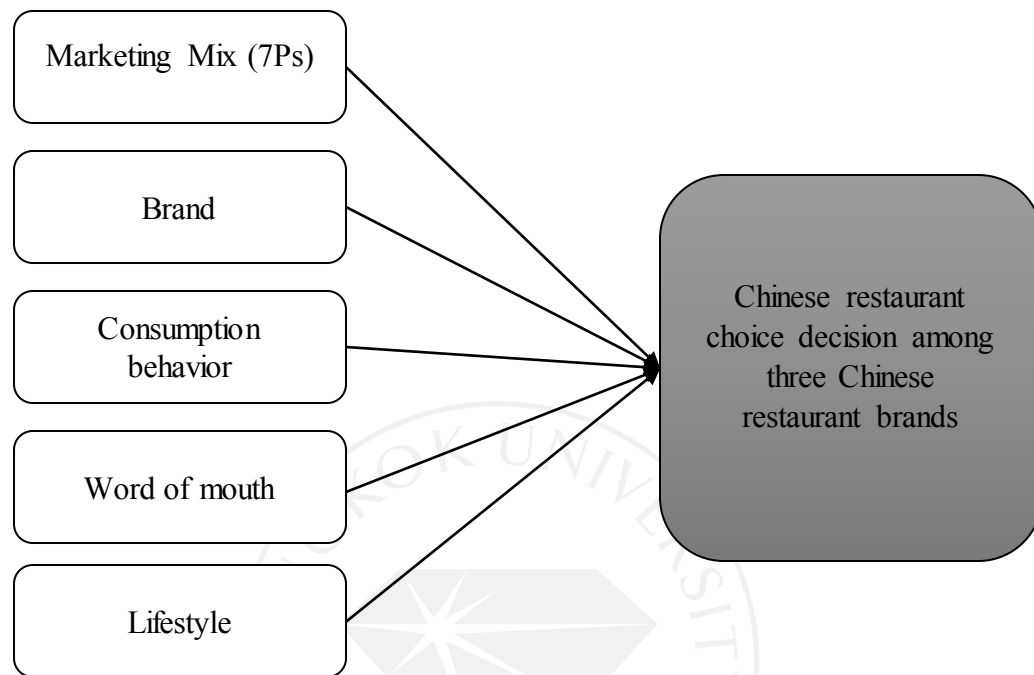 Marketing Mix (7Ps)
Brand
Consumption
behavior
Word of mouth
Lifestyle
Chinese restaurant
choice decision among
three Chinese
restaurant brands